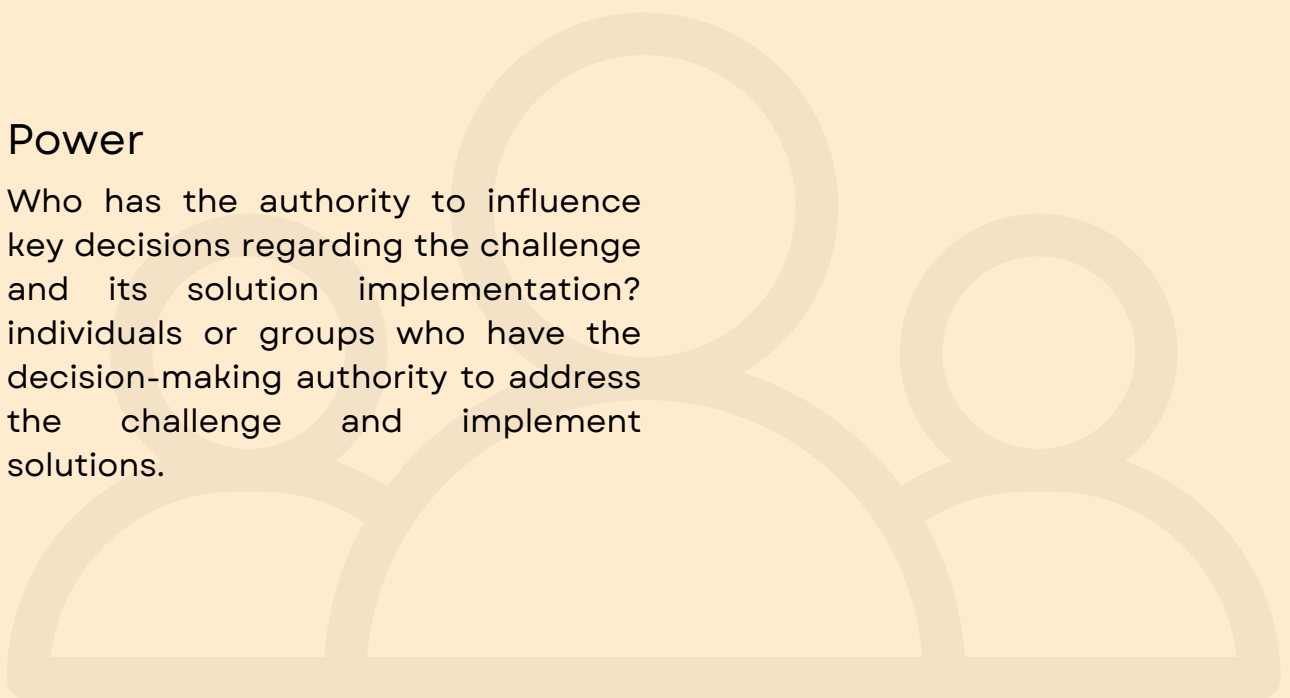 Power
Who has the authority to influence
key decisions regarding the challenge
and its solution implementation?
individuals or groups who have the
decision-making authority to address
the challenge and implement
solutions.